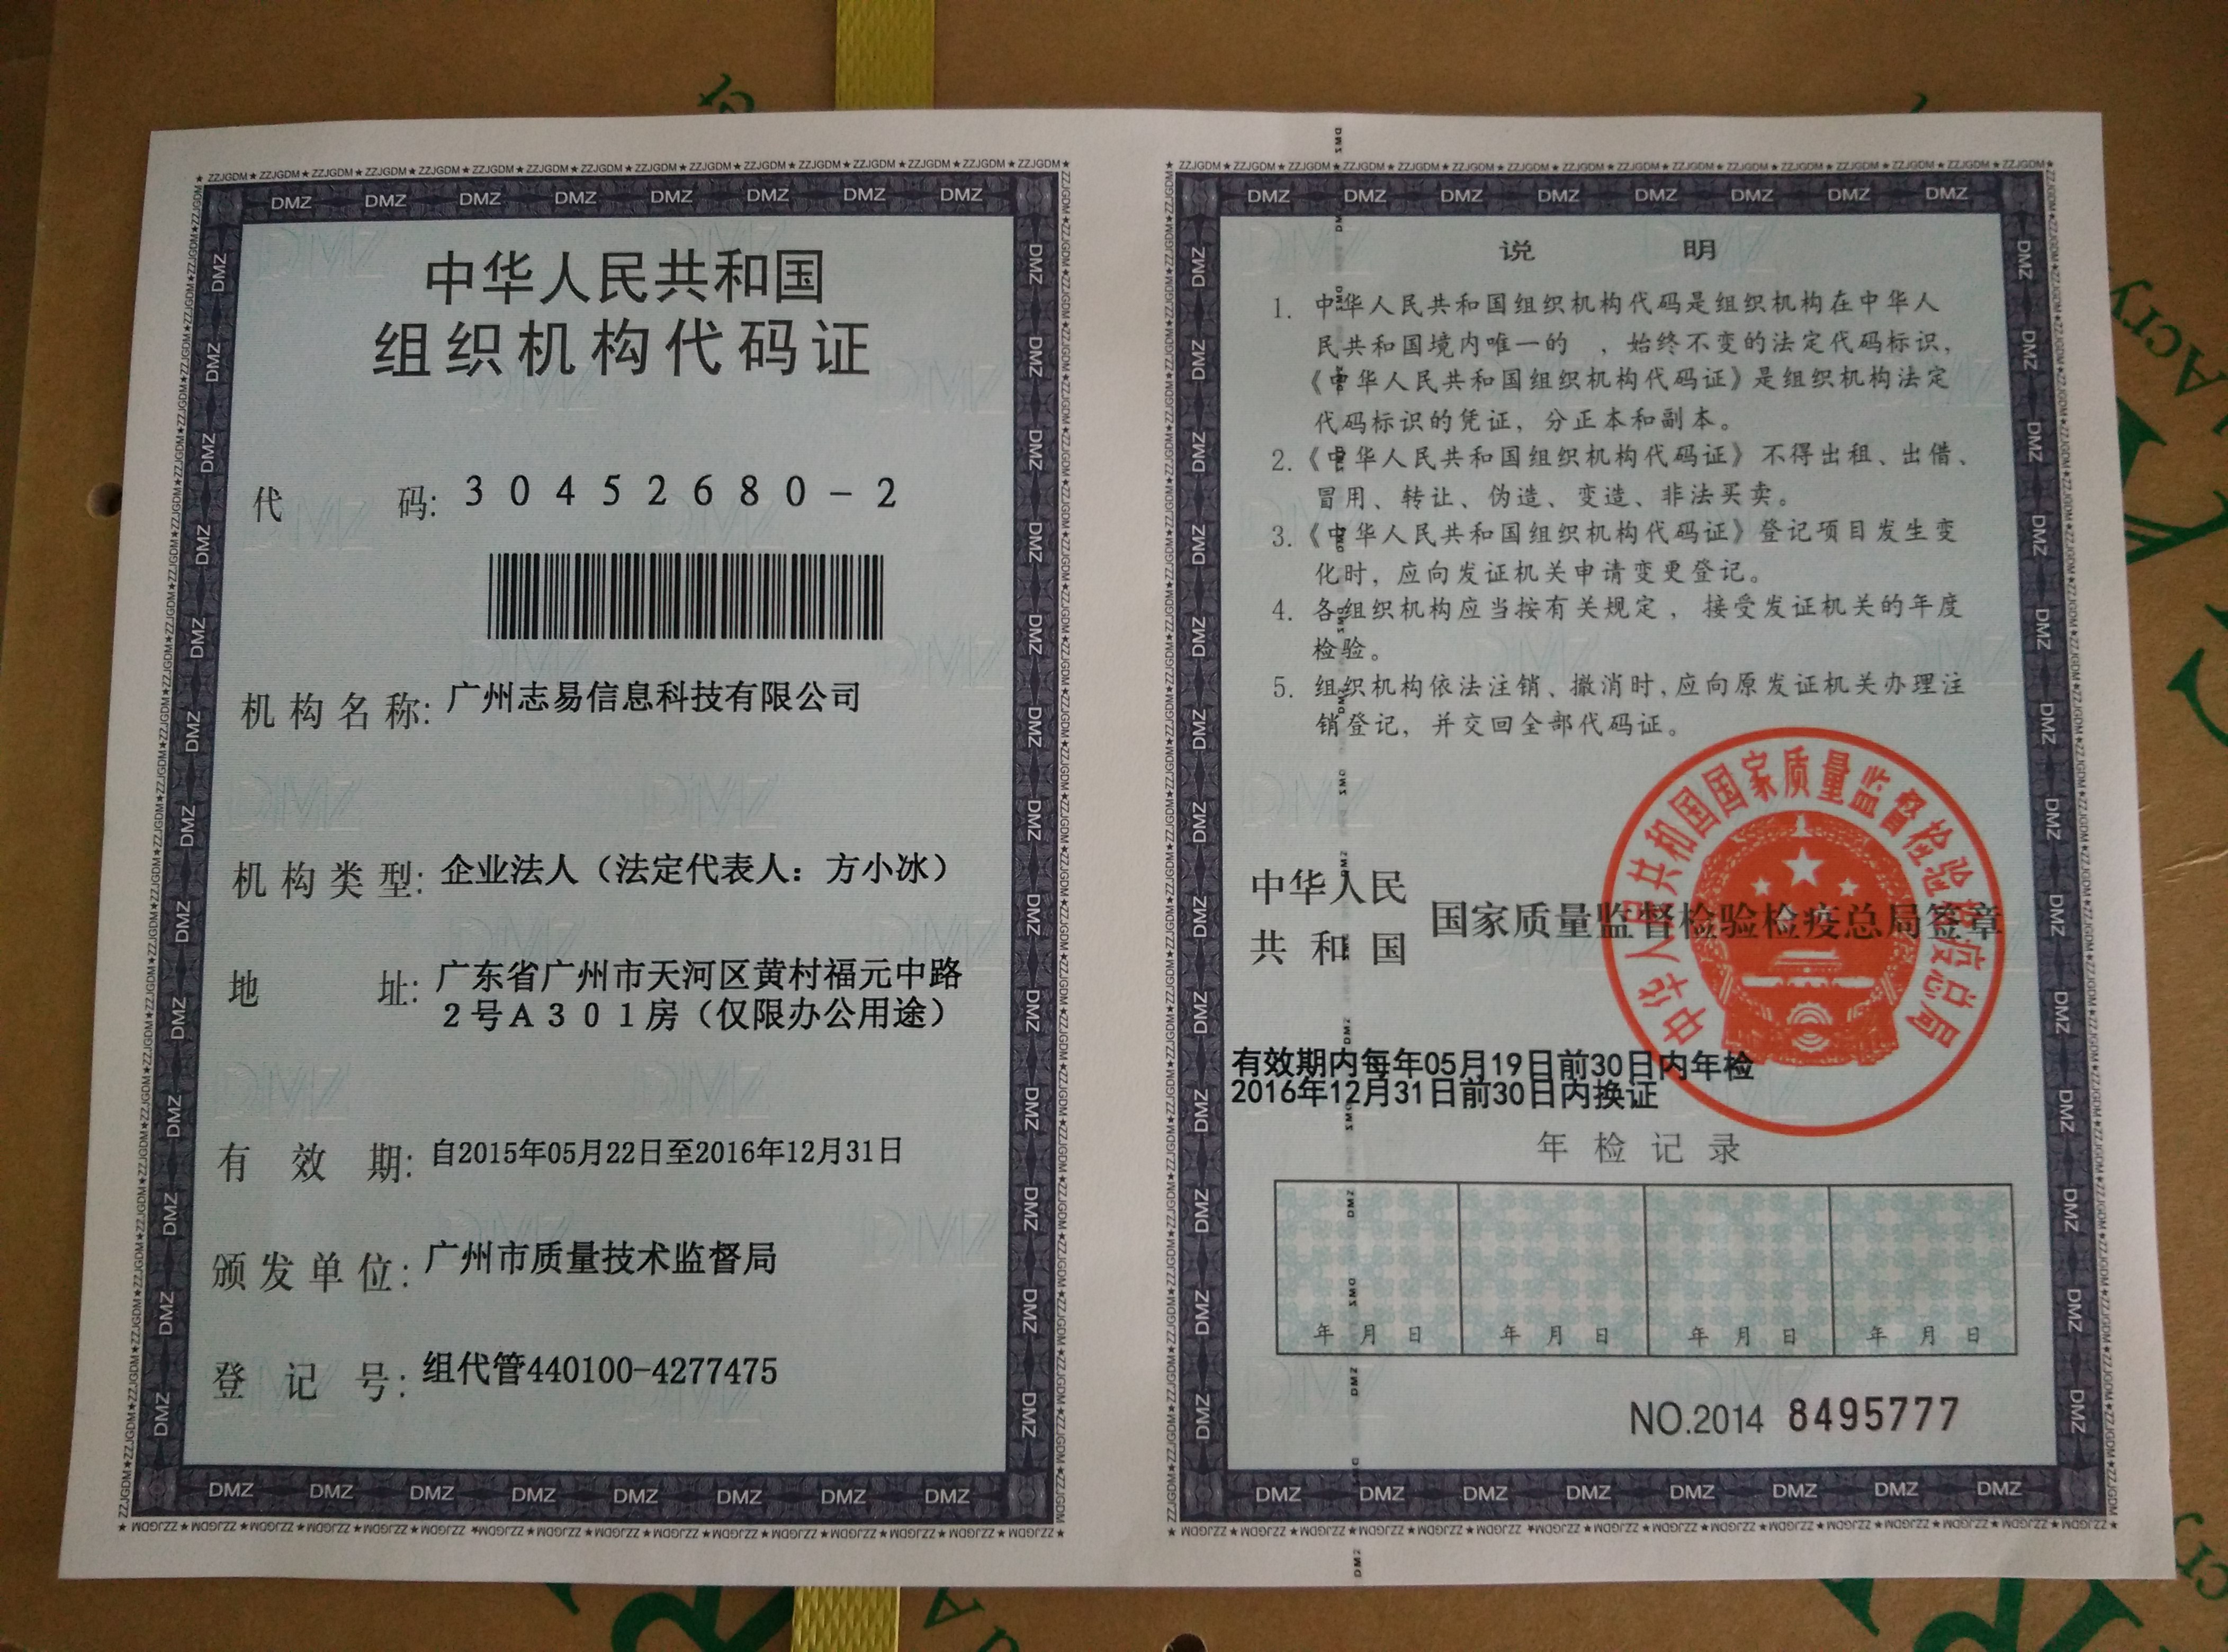 中华人民共和国
组织机构代码证
代 码: 30452680-2
机构名称: 广州志易信息科技有限公司
机构类型: 企业法人（法定代表人：方小冰）
地 址: 广东省广州市天河区黄村福元中路
2号A301房（仅限办公用途）
有 效 期: 自2015年05月22日至2016年12月31日
颁发单位: 广州市质量技术监督局
登 记 号: 组代管440100-4277475
说 明
1. 中华人民共和国组织机构代码是组织机构在中华人
民共和国境内唯一的 ，始终不变的法定代码标识，
《中华人民共和国组织机构代码证》是组织机构法定
代码标识的凭证，分正本和副本。
2.《中华人民共和国组织机构代码证》不得出租、出借、
冒用、转让、伪造、变造、非法买卖。
3.《中华人民共和国组织机构代码证》登记项目发生变
化时，应向发证机关申请变更登记。
4. 各组织机构应当按有关规定，接受发证机关的年度
检验。
5. 组织机构依法注销、撤消时,应向原发证机关办理注
销登记，并交回全部代码证。
中华人民
共和国
国家质量监督检验检疫总局签章
中华人民共和国国家质量监督检验检疫总局
有效期内每年05月19日前30日内年检
2016年12月31日前30日内换证
年检记录
年 月 日 年 月 日 年 月 日 年 月 日
NO.2014 8495777